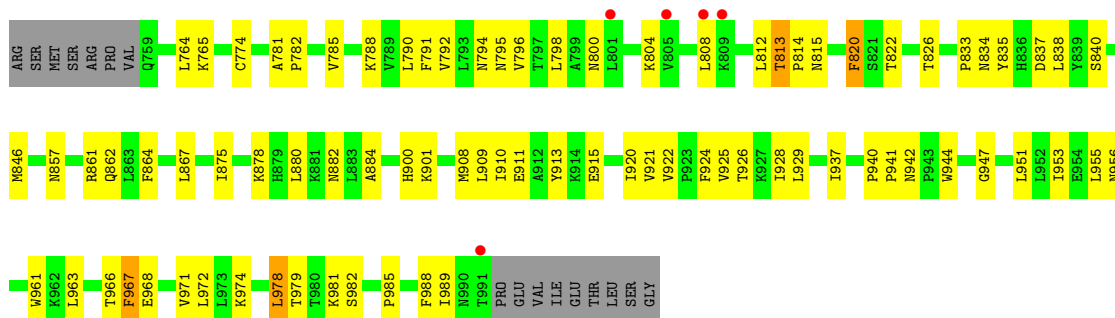 ARG SER MET SER ARG PRO VAL Q759 L764 K765 C774 A781 P782 V785 K788 V789 L790 F791 V792 L793 N794 N795 V796 T797 L798 A799 N800 L801 K804 V805 L808 K809 L812 T813 P814 N815 F820 S821 T822 T826 P833 N834 Y835 H836 D837 L838 Y839 S840
M846 N857 R861 Q862 L863 F864 L867 I875 K878 H879 L880 K881 N882 L883 A884 H900 K901 M908 L909 I910 E911 A912 Y913 K914 E915 I920 V921 V922 P923 F924 V925 T926 K927 I928 L929 I937 P940 P941 N942 P943 W944 G947 L951 L952 I953 E954 L955 N956
W961 K962 L963 T966 F967 E968 V971 L972 L973 K974 L978 T979 T980 K981 S982 P985 F988 I989 N990 T991 PRO GLU VAL ILE GLU THR LEU SER GLY